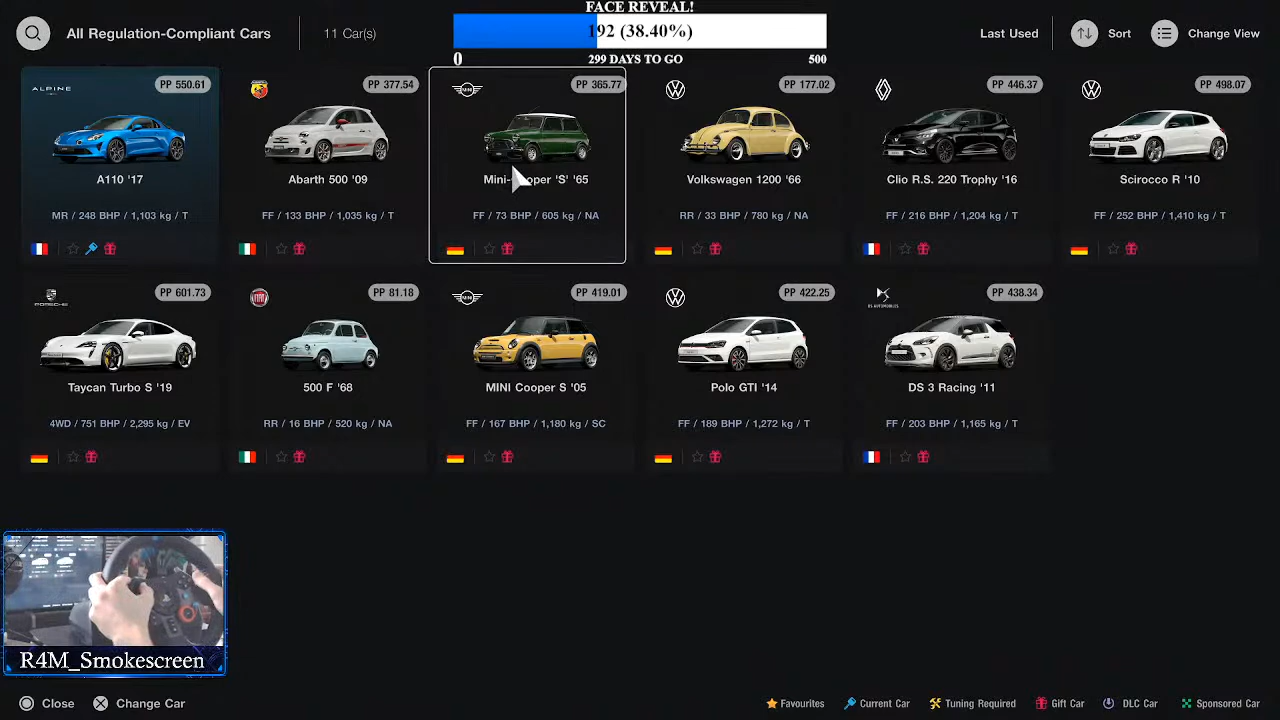 FACE REVEAL!
All Regulation-Compliant Cars
11 Car(s)
192 (38.40%)
Last Used
Sort
Change View
0
299 DAYS TO GO
500
ALPINE
PP 550.61
A110 '17
MR / 248 BHP / 1,103 kg / T
PP 377.54
Abarth 500 '09
FF / 133 BHP / 1,035 kg / T
PP 365.77
Mini-Cooper 'S' '65
FF / 73 BHP / 605 kg / NA
PP 177.02
Volkswagen 1200 '66
RR / 33 BHP / 780 kg / NA
PP 446.37
Clio R.S. 220 Trophy '16
FF / 216 BHP / 1,204 kg / T
PP 498.07
Scirocco R '10
FF / 252 BHP / 1,410 kg / T
PORSCHE
PP 601.73
Taycan Turbo S '19
4WD / 751 BHP / 2,295 kg / EV
FIAT
PP 81.18
500 F '68
RR / 16 BHP / 520 kg / NA
PP 419.01
MINI Cooper S '05
FF / 167 BHP / 1,180 kg / SC
PP 422.25
Polo GTI '14
FF / 189 BHP / 1,272 kg / T
DS AUTOMOBILES
PP 438.34
DS 3 Racing '11
FF / 203 BHP / 1,165 kg / T
R4M_Smokescreen
Close
Change Car
Favourites
Current Car
Tuning Required
Gift Car
DLC Car
Sponsored Car